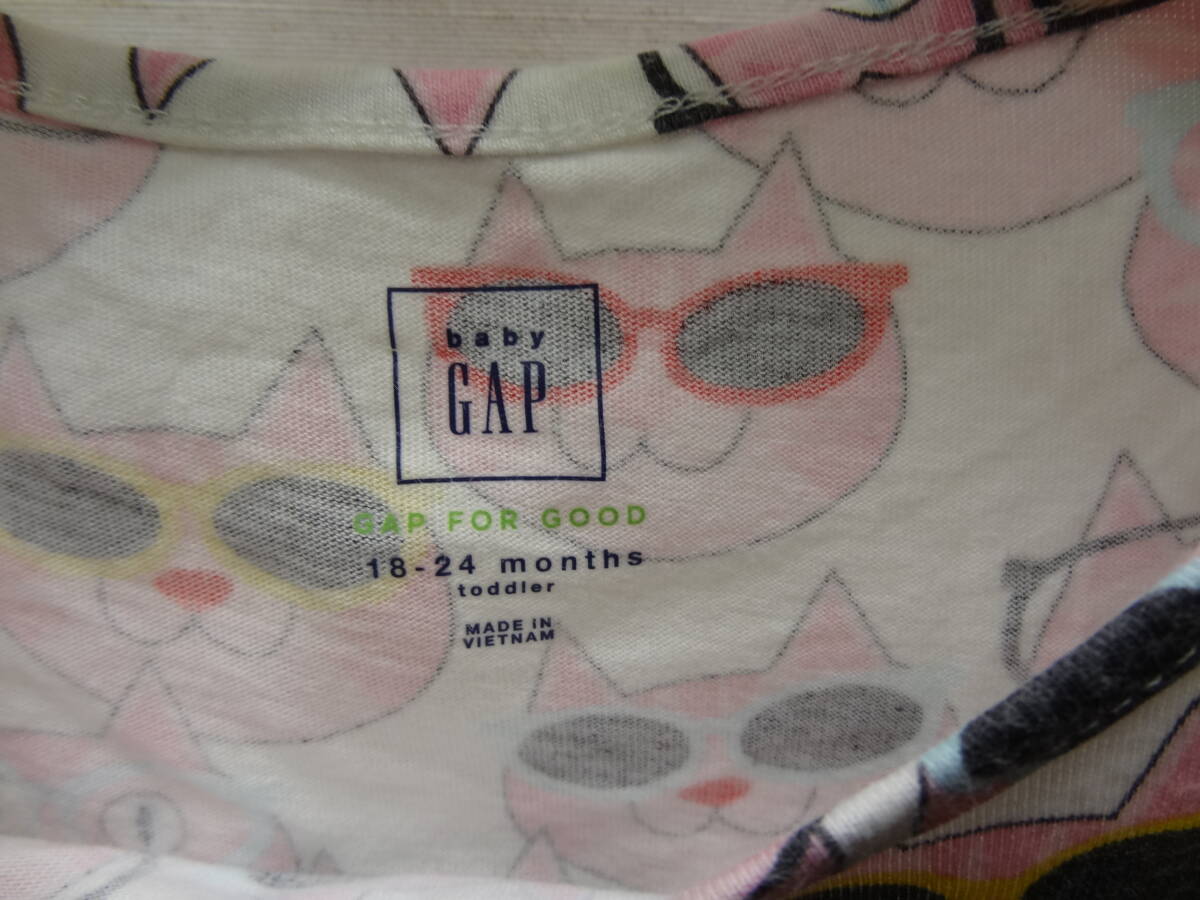 baby
GAP
GAP FOR GOOD
18-24 months
toddler
MADE IN
VIETNAM